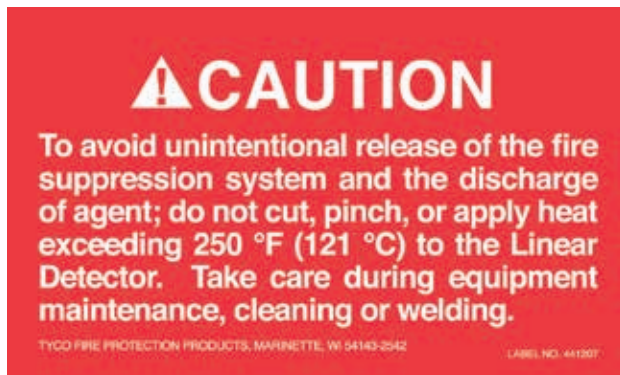 CAUTION
To avoid unintentional release of the fire
suppression system and the discharge
of agent; do not cut, pinch, or apply heat
exceeding 250 °F (121 °C) to the Linear
Detector. Take care during equipment
maintenance, cleaning or welding.
TYCO FIRE PROTECTION PRODUCTS, MARINETTE, WI 54143-2542
LABEL NO. 441207